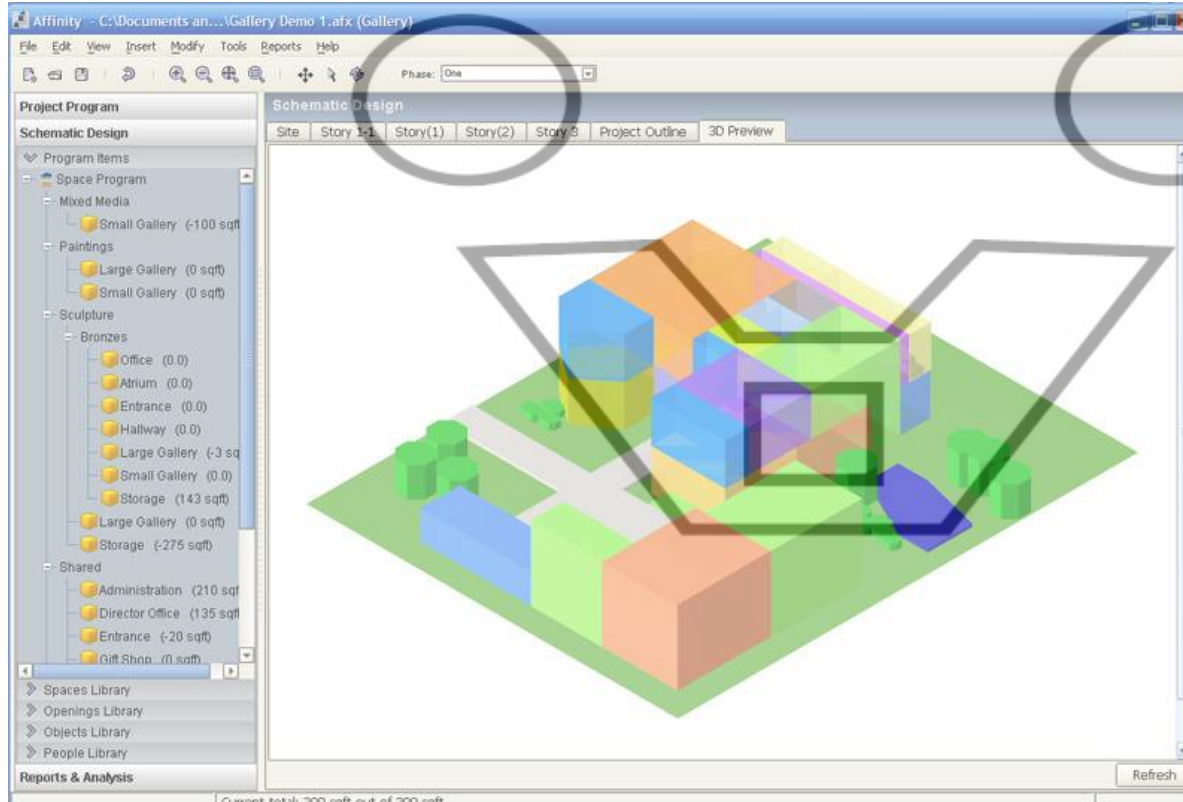 Affinity - C:\Documents an...\Gallery Demo 1.afx (Gallery)
File Edit View Insert Modify Tools Reports Help
Phase: One
Project Program
Schematic Design
Program Items
Space Program
Mixed Media
Small Gallery (-100 sqft
Paintings
Large Gallery (0 sqft)
Small Gallery (0 sqft)
Sculpture
Bronzes
Office (0.0)
Atrium (0.0)
Entrance (0.0)
Hallway (0.0)
Large Gallery (-3 sq
Small Gallery (0.0)
Storage (143 sqft)
Large Gallery (0 sqft)
Storage (-275 sqft)
Shared
Administration (210 sqf
Director Office (135 sqft
Entrance (-20 sqft)
Gift Shop (0 sqft)
Spaces Library
Openings Library
Objects Library
People Library
Reports & Analysis
Schematic Design
Site Story 1-1 Story(1) Story(2) Story 3 Project Outline 3D Preview
Refresh
Current total: 200 sqft out of 200 sqft